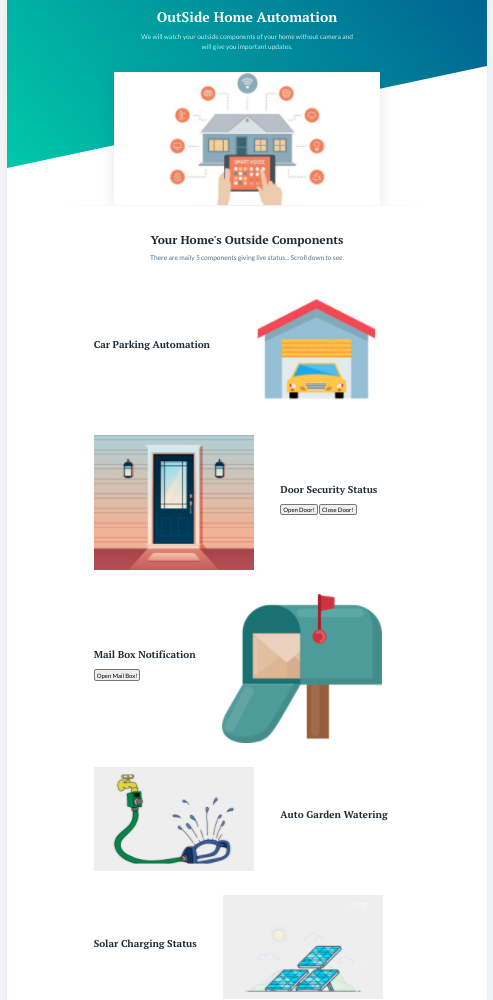 OutSide Home Automation
We will watch your outside components of your home without camera and
will give you important updates.
SMART HOUSE
Your Home's Outside Components
There are maily 5 components giving live status... Scroll down to see.
Car Parking Automation
Door Security Status
Open Door! Close Door!
Mail Box Notification
Open Mail Box!
Auto Garden Watering
Solar Charging Status